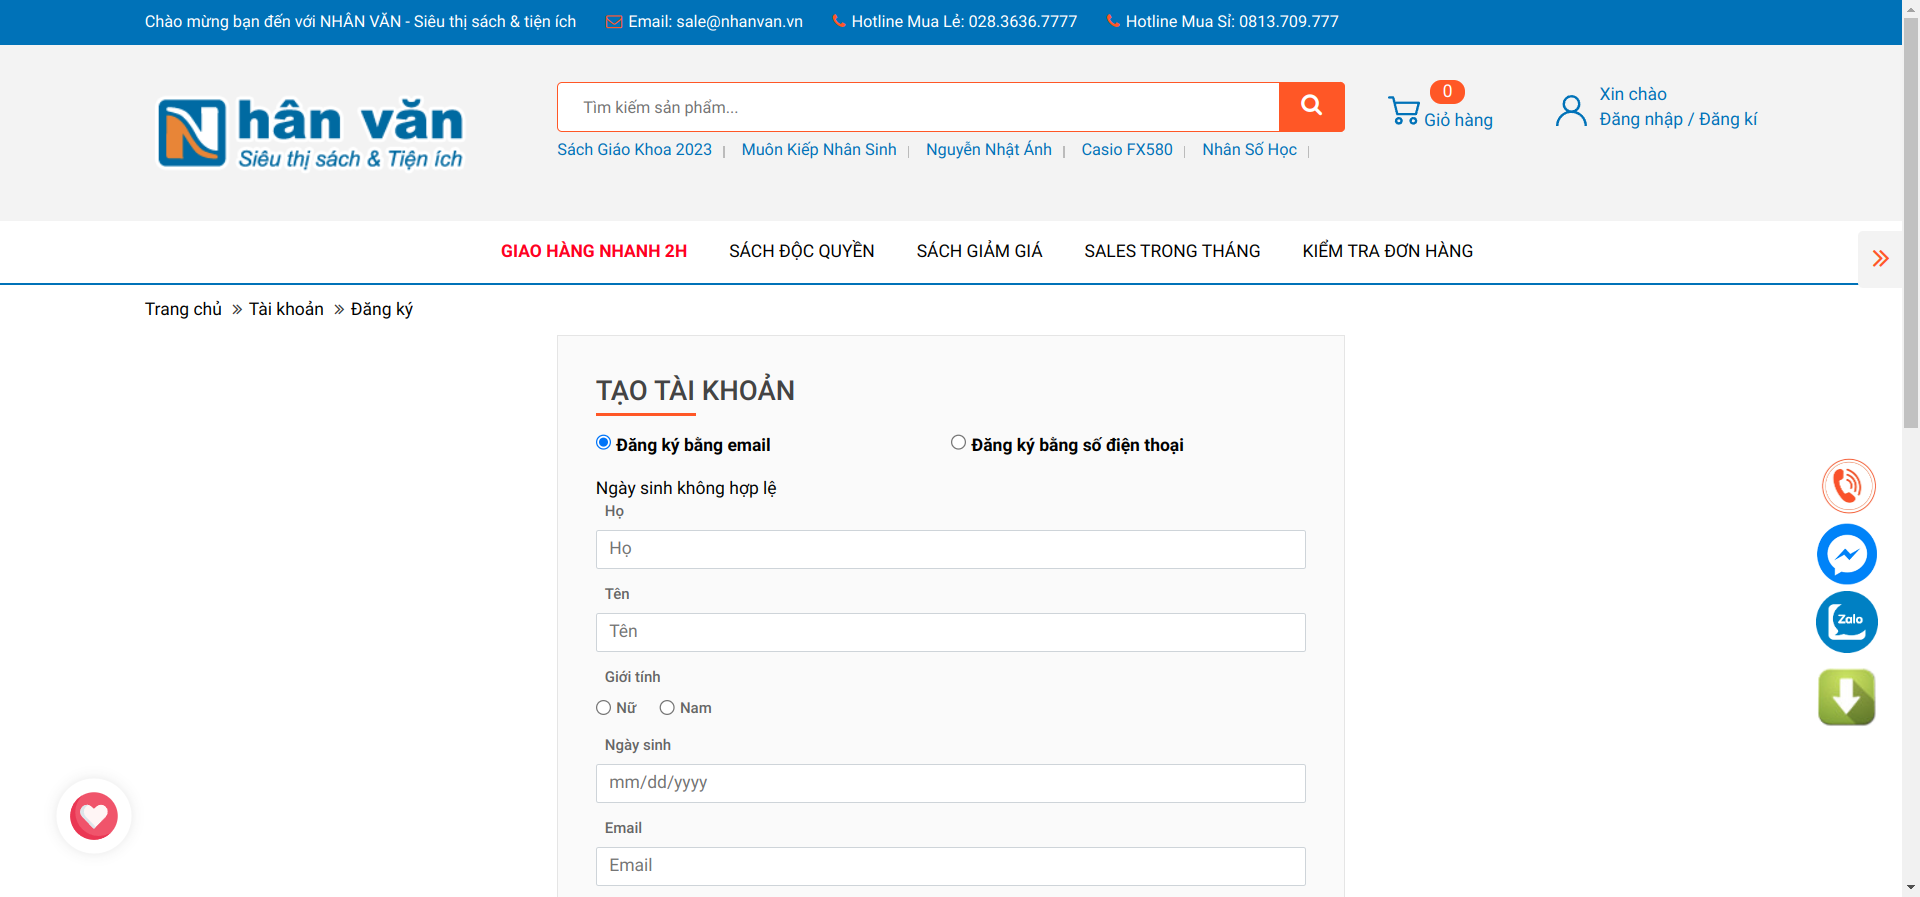 Chào mừng bạn đến với NHÂN VĂN - Siêu thị sách & tiện ích Email: sale@nhanvan.vn Hotline Mua Lẻ: 028.3636.7777 Hotline Mua Sỉ: 0813.709.777
Nhân văn
Siêu thị sách & Tiện ích
Tìm kiếm sản phẩm...
Sách Giáo Khoa 2023 | Muôn Kiếp Nhân Sinh | Nguyễn Nhật Ánh | Casio FX580 | Nhân Số Học |
0
Giỏ hàng
Xin chào
Đăng nhập / Đăng kí
GIAO HÀNG NHANH 2H SÁCH ĐỘC QUYỀN SÁCH GIẢM GIÁ SALES TRONG THÁNG KIỂM TRA ĐƠN HÀNG
Trang chủ » Tài khoản » Đăng ký
TẠO TÀI KHOẢN
Đăng ký bằng email Đăng ký bằng số điện thoại
Ngày sinh không hợp lệ
Họ
Họ
Tên
Tên
Giới tính
Nữ Nam
Ngày sinh
mm/dd/yyyy
Email
Email
Zalo